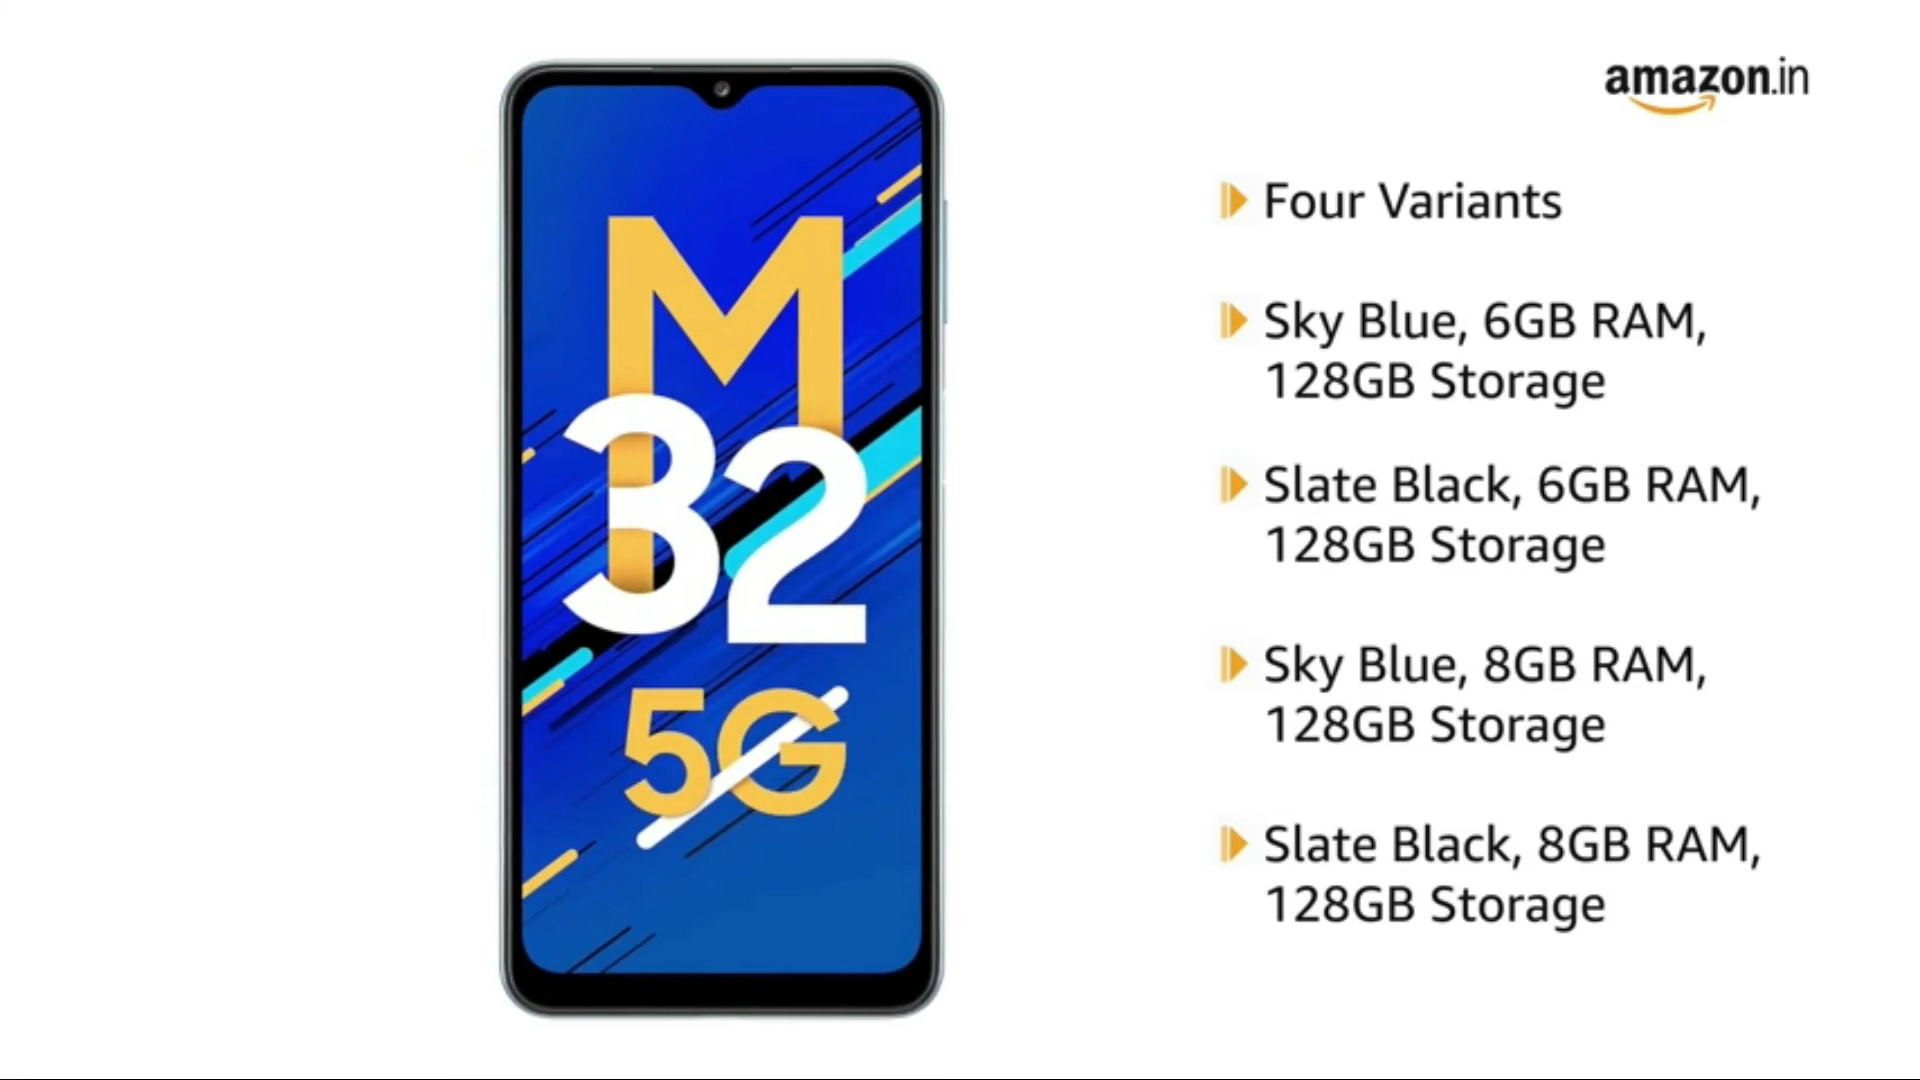 amazon.in
M
32
5G
Four Variants
Sky Blue, 6GB RAM,
128GB Storage
Slate Black, 6GB RAM,
128GB Storage
Sky Blue, 8GB RAM,
128GB Storage
Slate Black, 8GB RAM,
128GB Storage